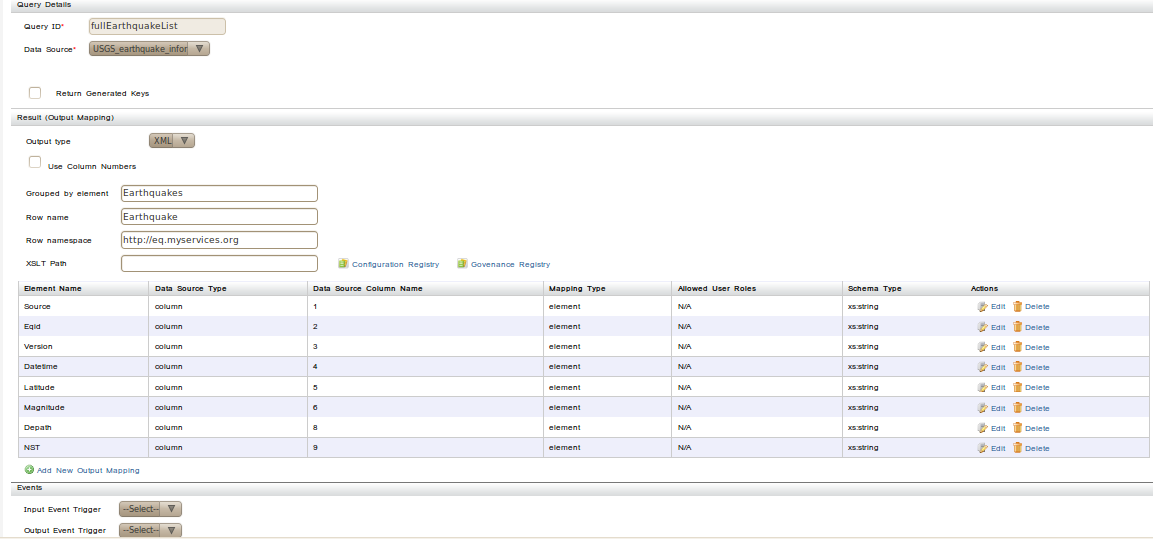 Query Details
Query ID* fullEarthquakeList
Data Source* USGS_earthquake_infor
Return Generated Keys
Result (Output Mapping)
Output type XML
Use Column Numbers
Grouped by element Earthquakes
Row name Earthquake
Row namespace http://eq.myservices.org
XSLT Path Configuration Registry Govenance Registry
Element Name Data Source Type Data Source Column Name Mapping Type Allowed User Roles Schema Type Actions
Source column 1 element N/A xs:string Edit Delete
Eqid column 2 element N/A xs:string Edit Delete
Version column 3 element N/A xs:string Edit Delete
Datetime column 4 element N/A xs:string Edit Delete
Latitude column 5 element N/A xs:string Edit Delete
Magnitude column 6 element N/A xs:string Edit Delete
Depath column 8 element N/A xs:string Edit Delete
NST column 9 element N/A xs:string Edit Delete
Add New Output Mapping
Events
Input Event Trigger --Select--
Output Event Trigger --Select--